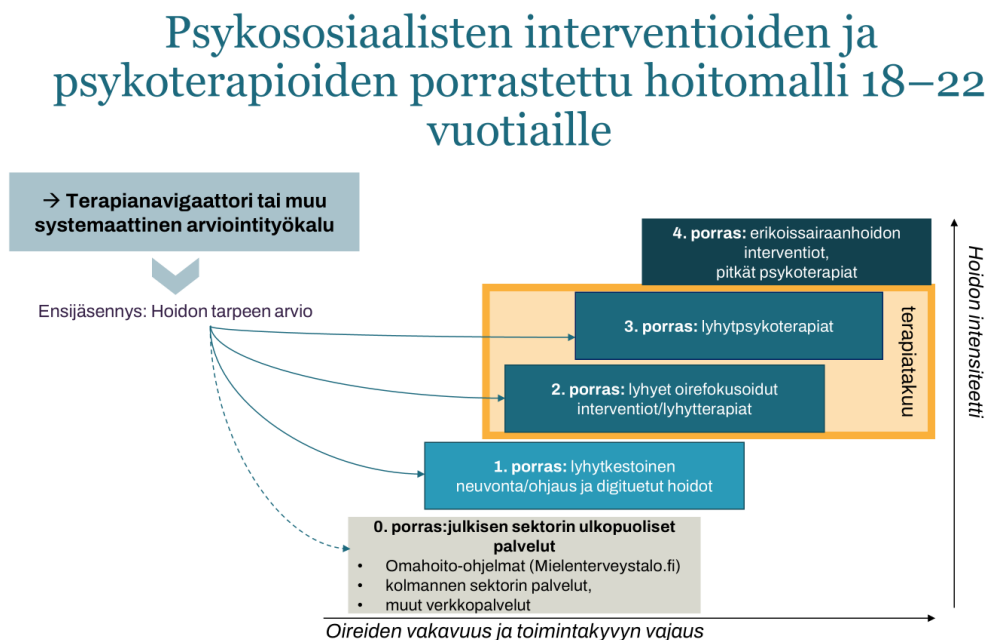 Psykososiaalisten interventioiden ja
psykoterapioiden porrastettu hoitomalli 18–22
vuotiaille
→ Terapianavigaattori tai muu
systemaattinen arviointityökalu
Ensijäsennys: Hoidon tarpeen arvio
4. porras: erikoissairaanhoidon
interventiot,
pitkät psykoterapiat
3. porras: lyhytpsykoterapiat
2. porras: lyhyet oirefokusoidut
interventiot/lyhytterapiat
terapiatakuu
Hoidon intensiteetti
1. porras: lyhytkestoinen
neuvonta/ohjaus ja digituetut hoidot
0. porras:julkisen sektorin ulkopuoliset
palvelut
• Omahoito-ohjelmat (Mielenterveystalo.fi)
• kolmannen sektorin palvelut,
• muut verkkopalvelut
Oireiden vakavuus ja toimintakyvyn vajaus